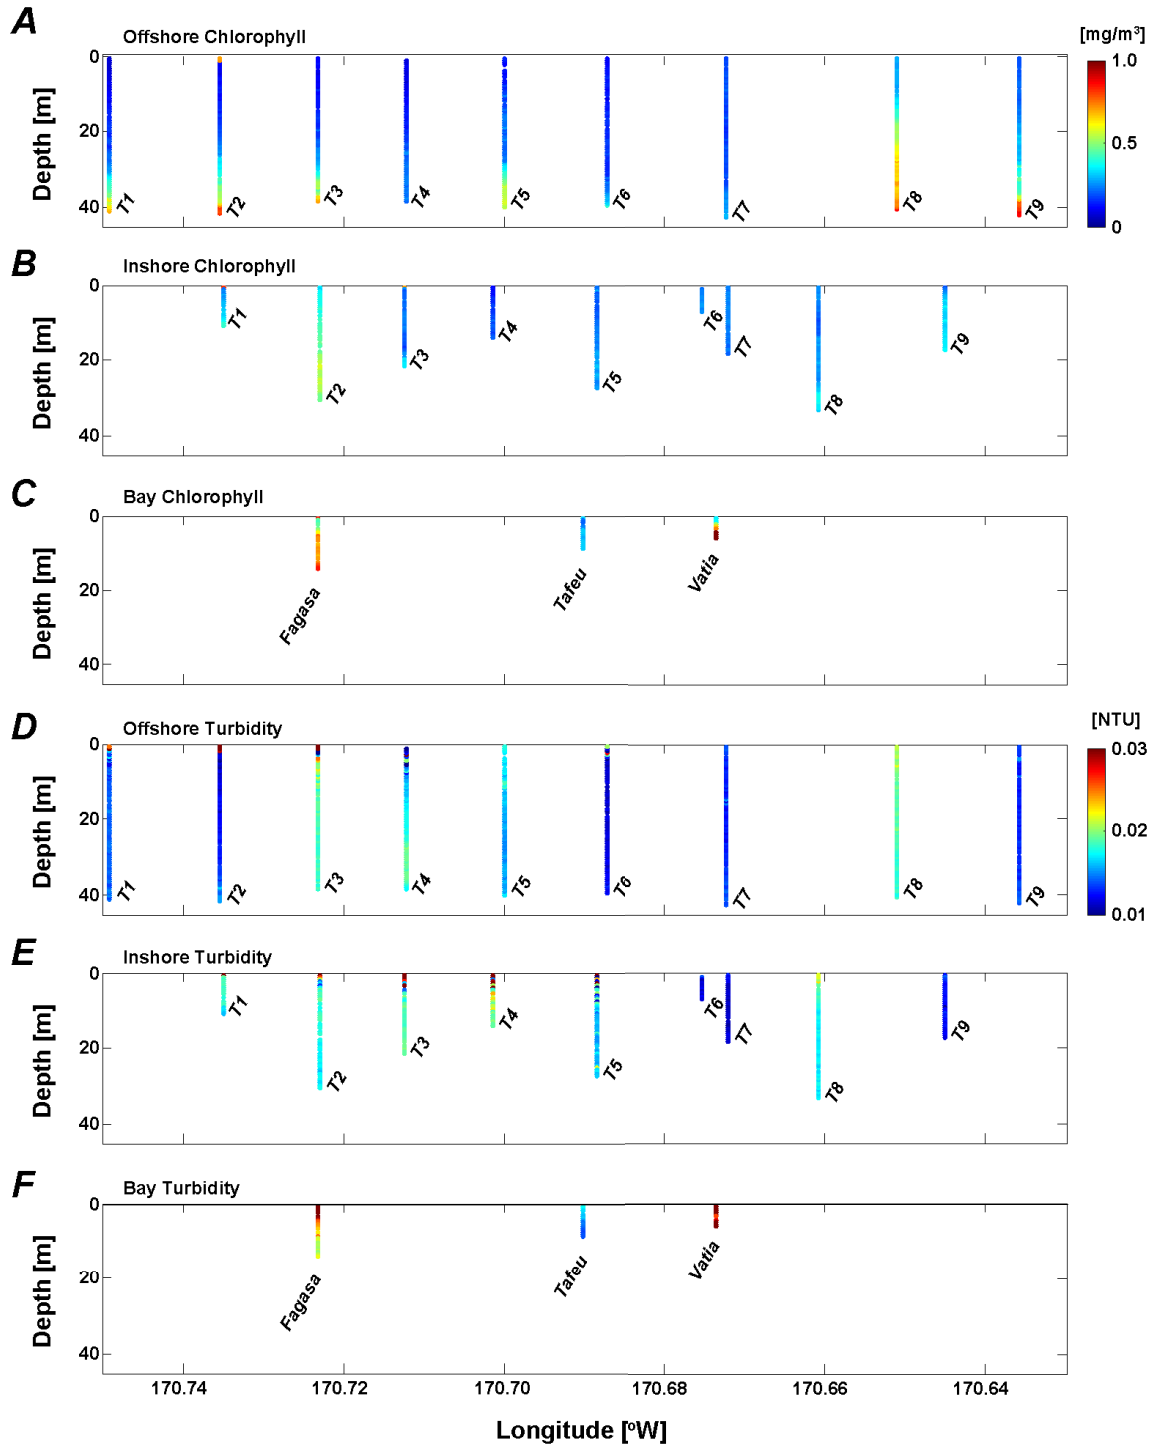 A
Offshore Chlorophyll
[mg/m³]
0
20
40
Depth [m]
T1
T2
T3
T4
T5
T6
T7
T8
T9
1.0
0.5
0
B
Inshore Chlorophyll
0
20
40
Depth [m]
T1
T2
T3
T4
T5
T6
T7
T8
T9
C
Bay Chlorophyll
0
20
40
Depth [m]
Fagasa
Tafeu
Vatia
D
Offshore Turbidity
[NTU]
0
20
40
Depth [m]
T1
T2
T3
T4
T5
T6
T7
T8
T9
0.03
0.02
0.01
E
Inshore Turbidity
0
20
40
Depth [m]
T1
T2
T3
T4
T5
T6
T7
T8
T9
F
Bay Turbidity
0
20
40
Depth [m]
Fagasa
Tafeu
Vatia
170.74 170.72 170.70 170.68 170.66 170.64
Longitude [ºW]